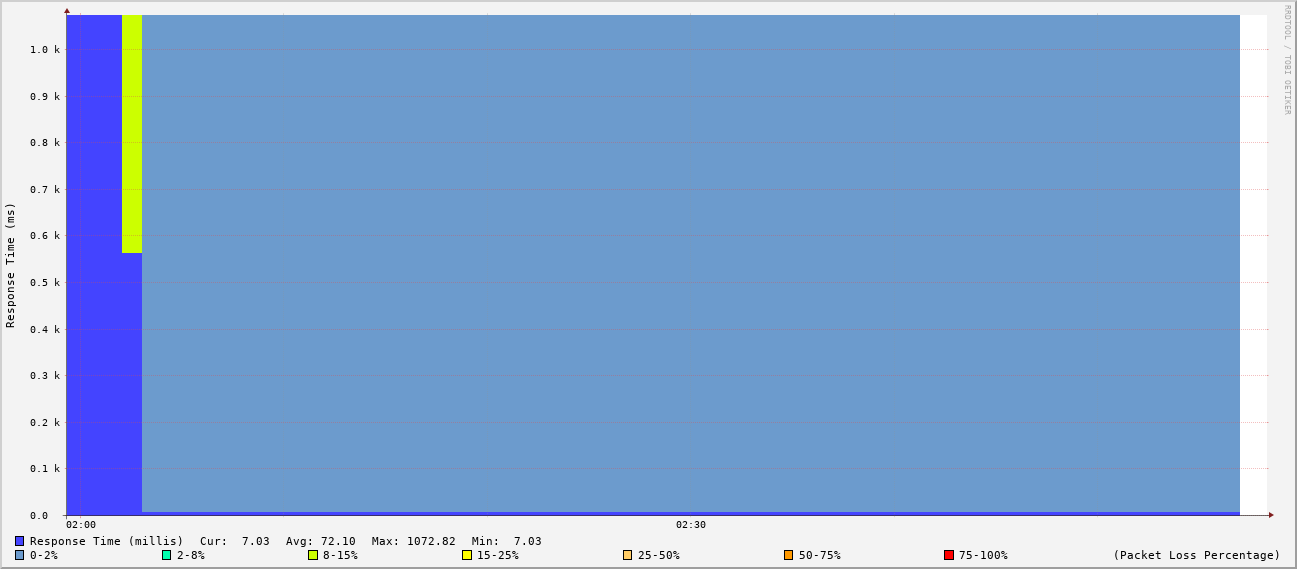 RRDTOOL / TOBI OETIKER
Response Time (ms)
1.0 k
0.9 k
0.8 k
0.7 k
0.6 k
0.5 k
0.4 k
0.3 k
0.2 k
0.1 k
0.0
02:00 02:30
Response Time (millis) Cur: 7.03 Avg: 72.10 Max: 1072.82 Min: 7.03
0-2% 2-8% 8-15% 15-25% 25-50% 50-75% 75-100% (Packet Loss Percentage)